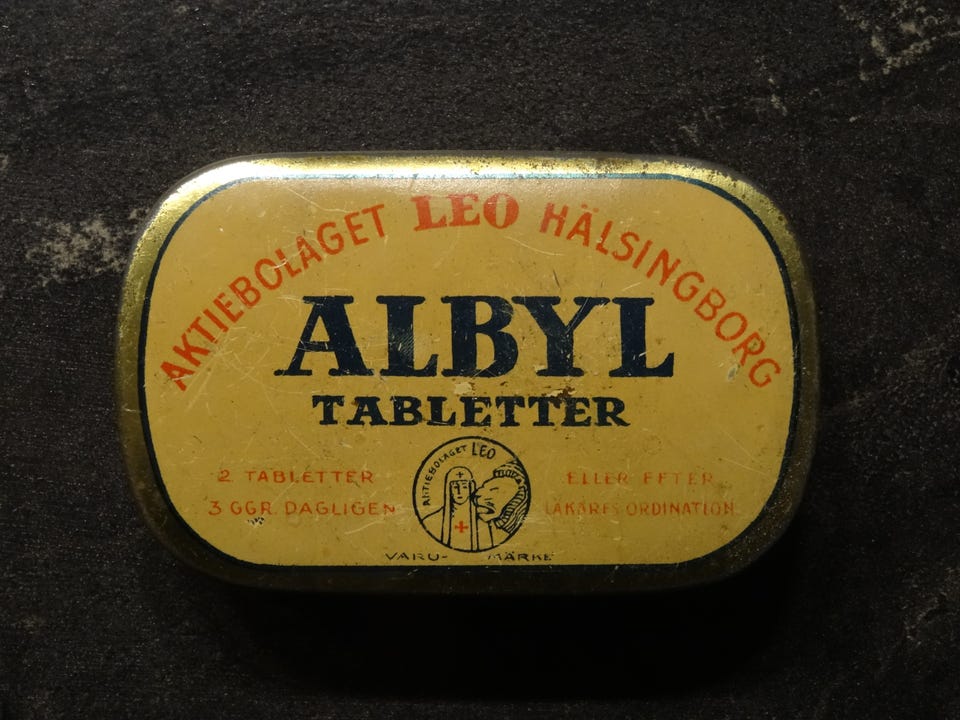 AKTIEBOLAGET LEO HÄLSINGBORG
ALBYL
TABLETTER
AKTIEBOLAGET LEO
2 TABLETTER
3 GGR. DAGLIGEN
ELLER EFTER
LÄKARES ORDINATION
VARU- MÄRKE